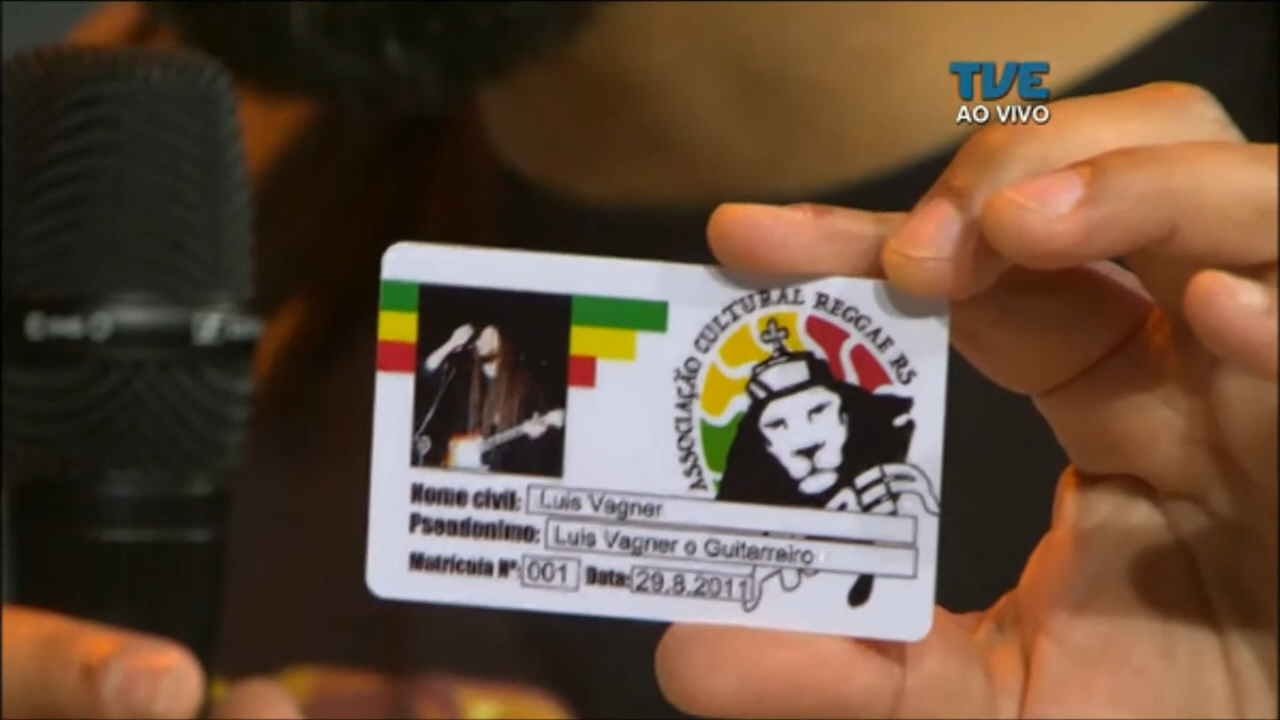 TVE
AO VIVO
ASSOCIAÇÃO CULTURAL REGGAE RS
Nome civil: Luis Vagner
Pseudonimo: Luis Vagner o Guitarreiro
Matricula Nº: 001 Data: 29.8.2011